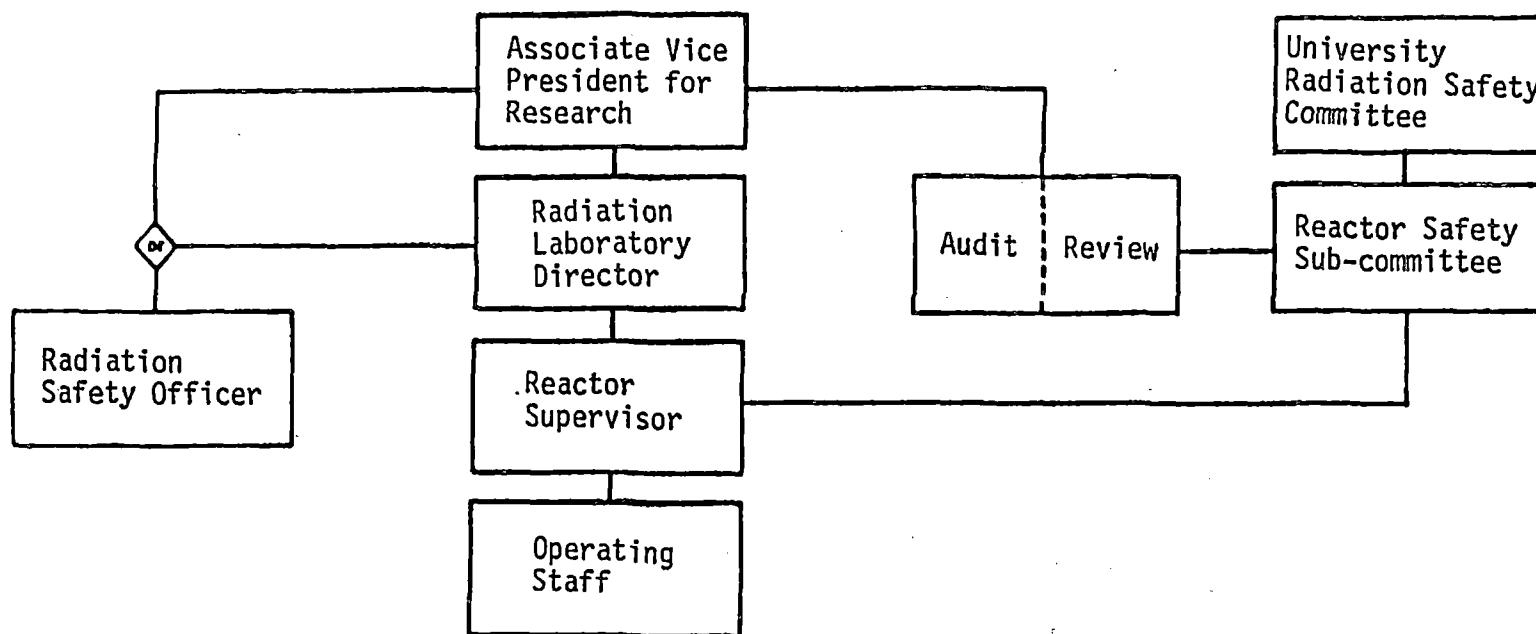 Associate Vice
President for
Research
University
Radiation Safety
Committee
Radiation
Laboratory
Director
Audit
Review
Reactor Safety
Sub-committee
or
Radiation
Safety Officer
Reactor
Supervisor
Operating
Staff